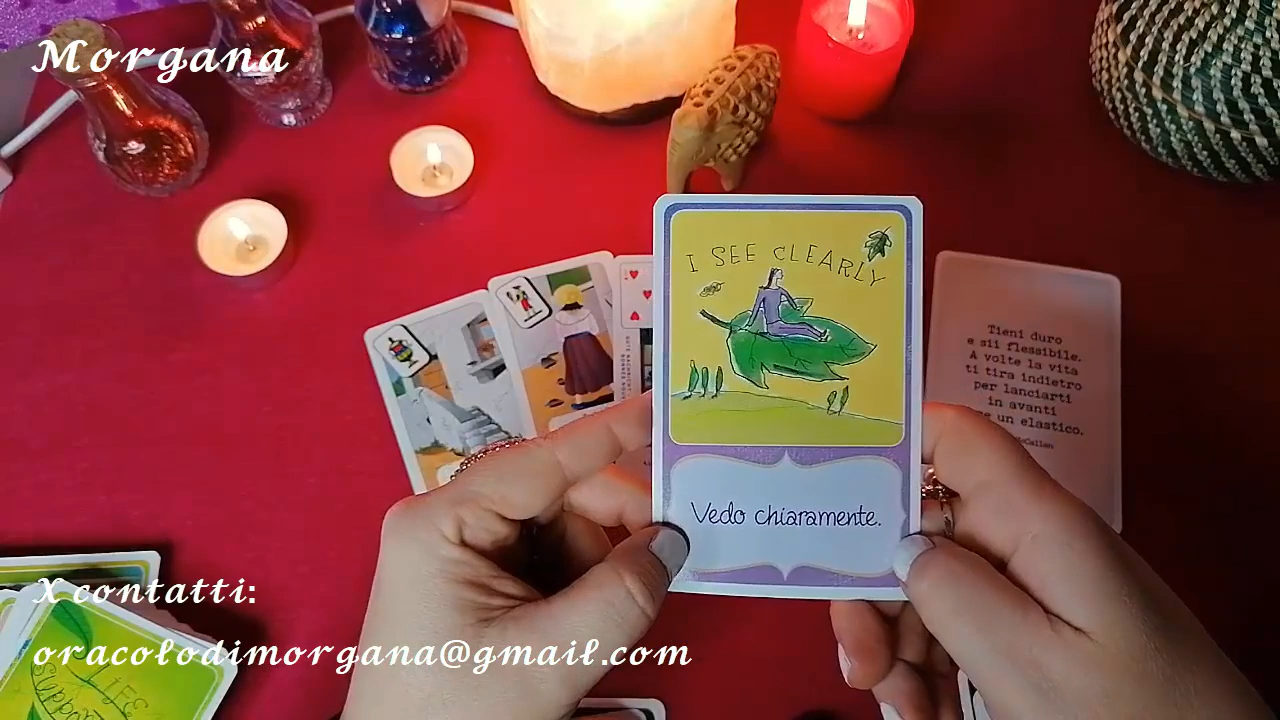 Morgana
I SEE CLEARLY
Vedo chiaramente.
Tieni duro
e sii flessibile.
A volte la vita
ti tira indietro
per lanciarti
in avanti
un elastico.
LIFE
X contatti:
oracolodimorgana@gmail.com